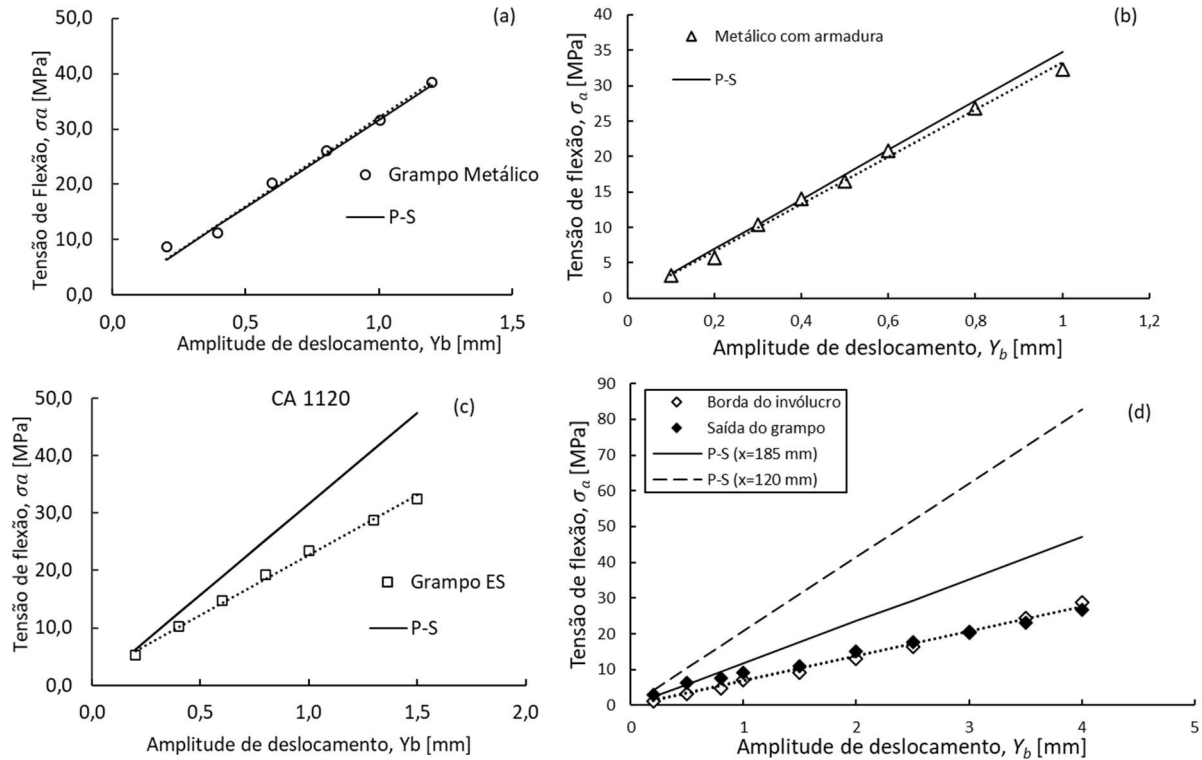 (a)
50,0
40,0
30,0
20,0
10,0
0,0
Tensão de Flexão, σa [MPa]
Grampo Metálico
P-S
0,0 0,5 1,0 1,5
Amplitude de deslocamento, Yb [mm]
(b)
40
35
30
25
20
15
10
5
0
Tensão de flexão, σₐ [MPa]
Metálico com armadura
P-S
0 0,2 0,4 0,6 0,8 1 1,2
Amplitude de deslocamento, Y_b [mm]
CA 1120
(c)
50,0
40,0
30,0
20,0
10,0
0,0
Tensão de flexão, σa [MPa]
Grampo ES
P-S
0,0 0,5 1,0 1,5 2,0
Amplitude de deslocamento, Yb [mm]
(d)
90
80
70
60
50
40
30
20
10
0
Tensão de flexão, σₐ [MPa]
Borda do invólucro
Saída do grampo
P-S (x=185 mm)
P-S (x=120 mm)
0 1 2 3 4 5
Amplitude de deslocamento, Y_b [mm]